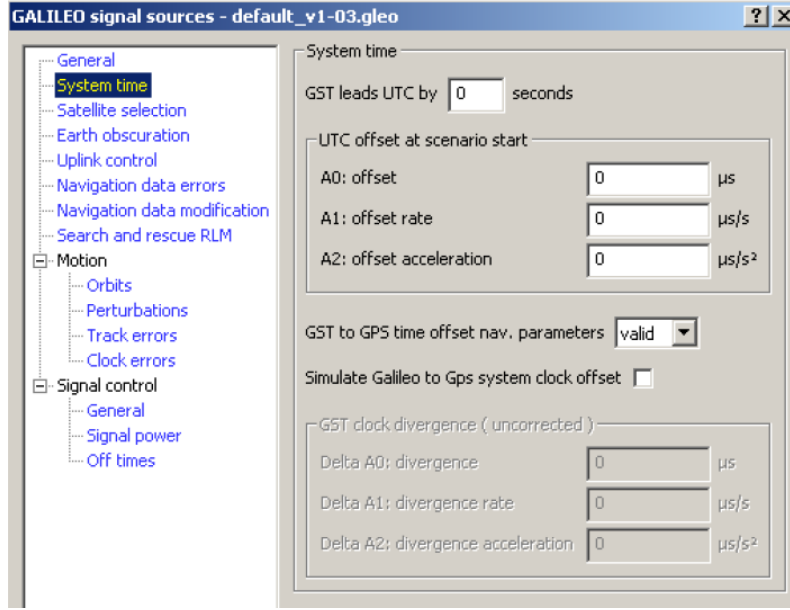 GALILEO signal sources - default_v1-03.gleo
General
System time
Satellite selection
Earth obscuration
Uplink control
Navigation data errors
Navigation data modification
Search and rescue RLM
Motion
Orbits
Perturbations
Track errors
Clock errors
Signal control
General
Signal power
Off times
System time
GST leads UTC by 0 seconds
UTC offset at scenario start
A0: offset 0 µs
A1: offset rate 0 µs/s
A2: offset acceleration 0 µs/s²
GST to GPS time offset nav. parameters valid
Simulate Galileo to Gps system clock offset
GST clock divergence ( uncorrected )
Delta A0: divergence 0 µs
Delta A1: divergence rate 0 µs/s
Delta A2: divergence acceleration 0 µs/s²